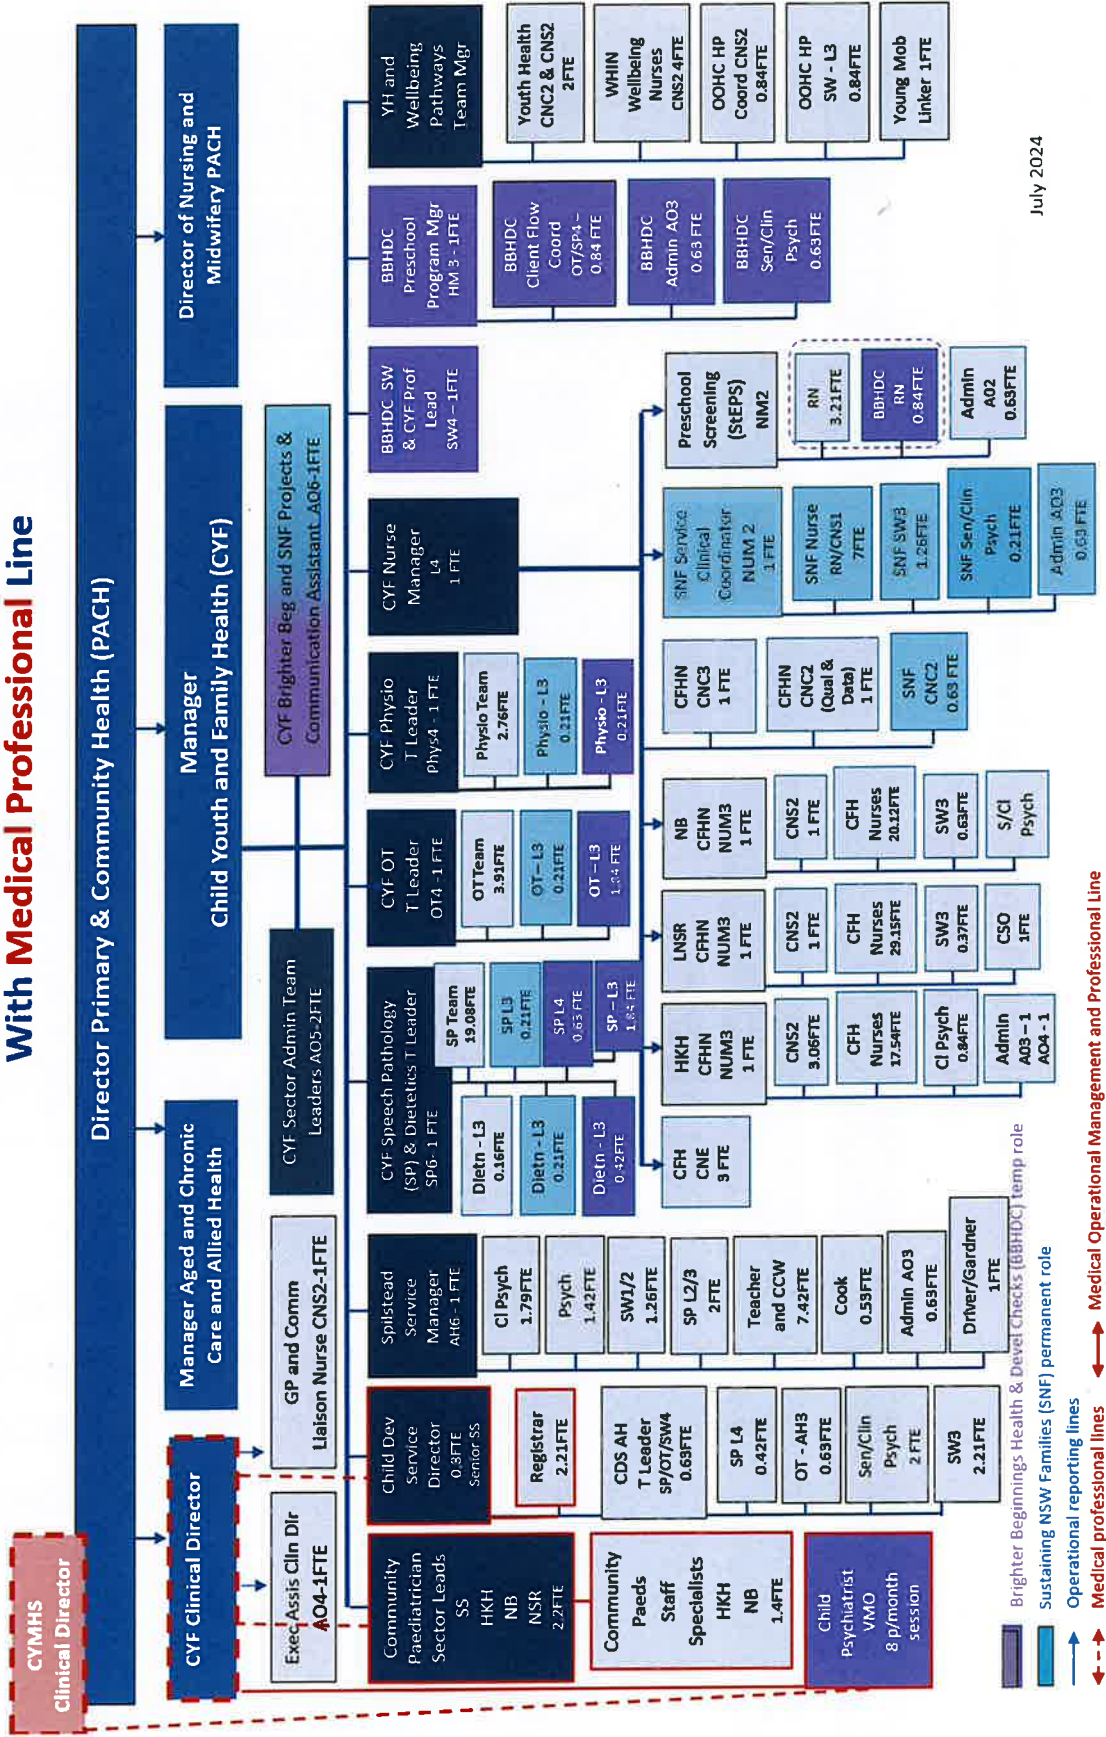 With Medical Professional Line
CYMHS
Clinical Director
Director Primary & Community Health (PACH)
CYF Clinical Director
Manager Aged and Chronic
Care and Allied Health
Manager
Child Youth and Family Health (CYF)
Director of Nursing and
Midwifery PACH
Exec Assis Clin Dir
AO4-1FTE
GP and Comm
Liaison Nurse CNS2-1FTE
CYF Sector Admin Team
Leaders AO5-2FTE
CYF Brighter Beg and SNF Projects &
Communication Assistant AO6-1FTE
Community
Paediatrician
Sector Leads
SS
HKH
NB
NSR
2.2FTE
Community
Paeds
Staff
Specialists
HKH
NB
1.4FTE
Child
Psychiatrist
VMO
8 p/month
session
Child Dev
Service
Director
0.8FTE
Senior SS
Registrar
2.21FTE
CDS AH
T Leader
SP/OT/SW4
0.63FTE
SP L4
0.42FTE
OT - AH3
0.63FTE
Sen/Clin
Psych
2 FTE
SW3
2.21FTE
Spilstead
Service
Manager
AH6 - 1 FTE
Cl Psych
1.79FTE
Psych
1.42FTE
SW1/2
1.26FTE
SP L2/3
2FTE
Teacher
and CCW
7.42FTE
Cook
0.53FTE
Admin AO3
0.63FTE
Driver/Gardner
1FTE
CYF Speech Pathology
(SP) & Dietetics T Leader
SP6- 1 FTE
Dietn - L3
0.16FTE
Dietn - L3
0.21FTE
Dietn - L3
0.42FTE
SP Team
19.08FTE
SP L3
0.21FTE
SP L4
0.63 FTE
SP – L3
1.84 FTE
CYF OT
T Leader
OT4 - 1 FTE
OT Team
3.91FTE
OT – L3
0.21FTE
OT – L3
FTE
CYF Physio
T Leader
Phys4 - 1 FTE
Physio Team
2.76FTE
Physio - L3
0.21FTE
Physio - L3
0.21FTE
CYF Nurse
Manager
L4
1 FTE
BBHDC SW
& CYF Prof
Lead
SW4 – 1FTE
BBHDC
Preschool
Program Mgr
HM 3 - 1FTE
BBHDC
Client Flow
Coord
OT/SP4 –
0.84 FTE
BBHDC
Admin AO3
0.63 FTE
BBHDC
Sen/Clin
Psych
0.63FTE
YH and
Wellbeing
Pathways
Team Mgr
Youth Health
CNC2 & CNS2
2FTE
WHIN
Wellbeing
Nurses
CNS2 4FTE
OOHC HP
Coord CNS2
0.84FTE
OOHC HP
SW - L3
0.84FTE
Young Mob
Linker 1FTE
CFH
CNE
3 FTE
HKH
CFHN
NUM3
1 FTE
CNS2
3.06FTE
CFH
Nurses
17.54FTE
Cl Psych
0.84FTE
Admin
AO3 – 1
AO4 - 1
LNSR
CFHN
NUM3
1 FTE
CNS2
1 FTE
CFH
Nurses
29.15FTE
SW3
0.37FTE
CSO
1FTE
NB
CFHN
NUM3
1 FTE
CNS2
1 FTE
CFH
Nurses
20.12FTE
SW3
0.63FTE
S/Cl
Psych
CFHN
CNC3
1 FTE
CFHN
CNC2
(Qual &
Data)
1 FTE
SNF
CNC2
0.63 FTE
SNF Service
Clinical
Coordinator
NUM 2
1 FTE
SNF Nurse
RN/CNS1
7FTE
SNF SW3
1.26FTE
SNF Sen/Clin
Psych
0.21FTE
Admin AO3
0.63 FTE
Preschool
Screening
(StEPS)
NM2
RN
3.21FTE
BBHDC
RN
0.84FTE
Admin
AO2
0.63FTE
July 2024
Brighter Beginnings Health & Devel Checks (BBHDC) temp role
Sustaining NSW Families (SNF) permanent role
Operational reporting lines
Medical professional lines
Medical Operational Management and Professional Line